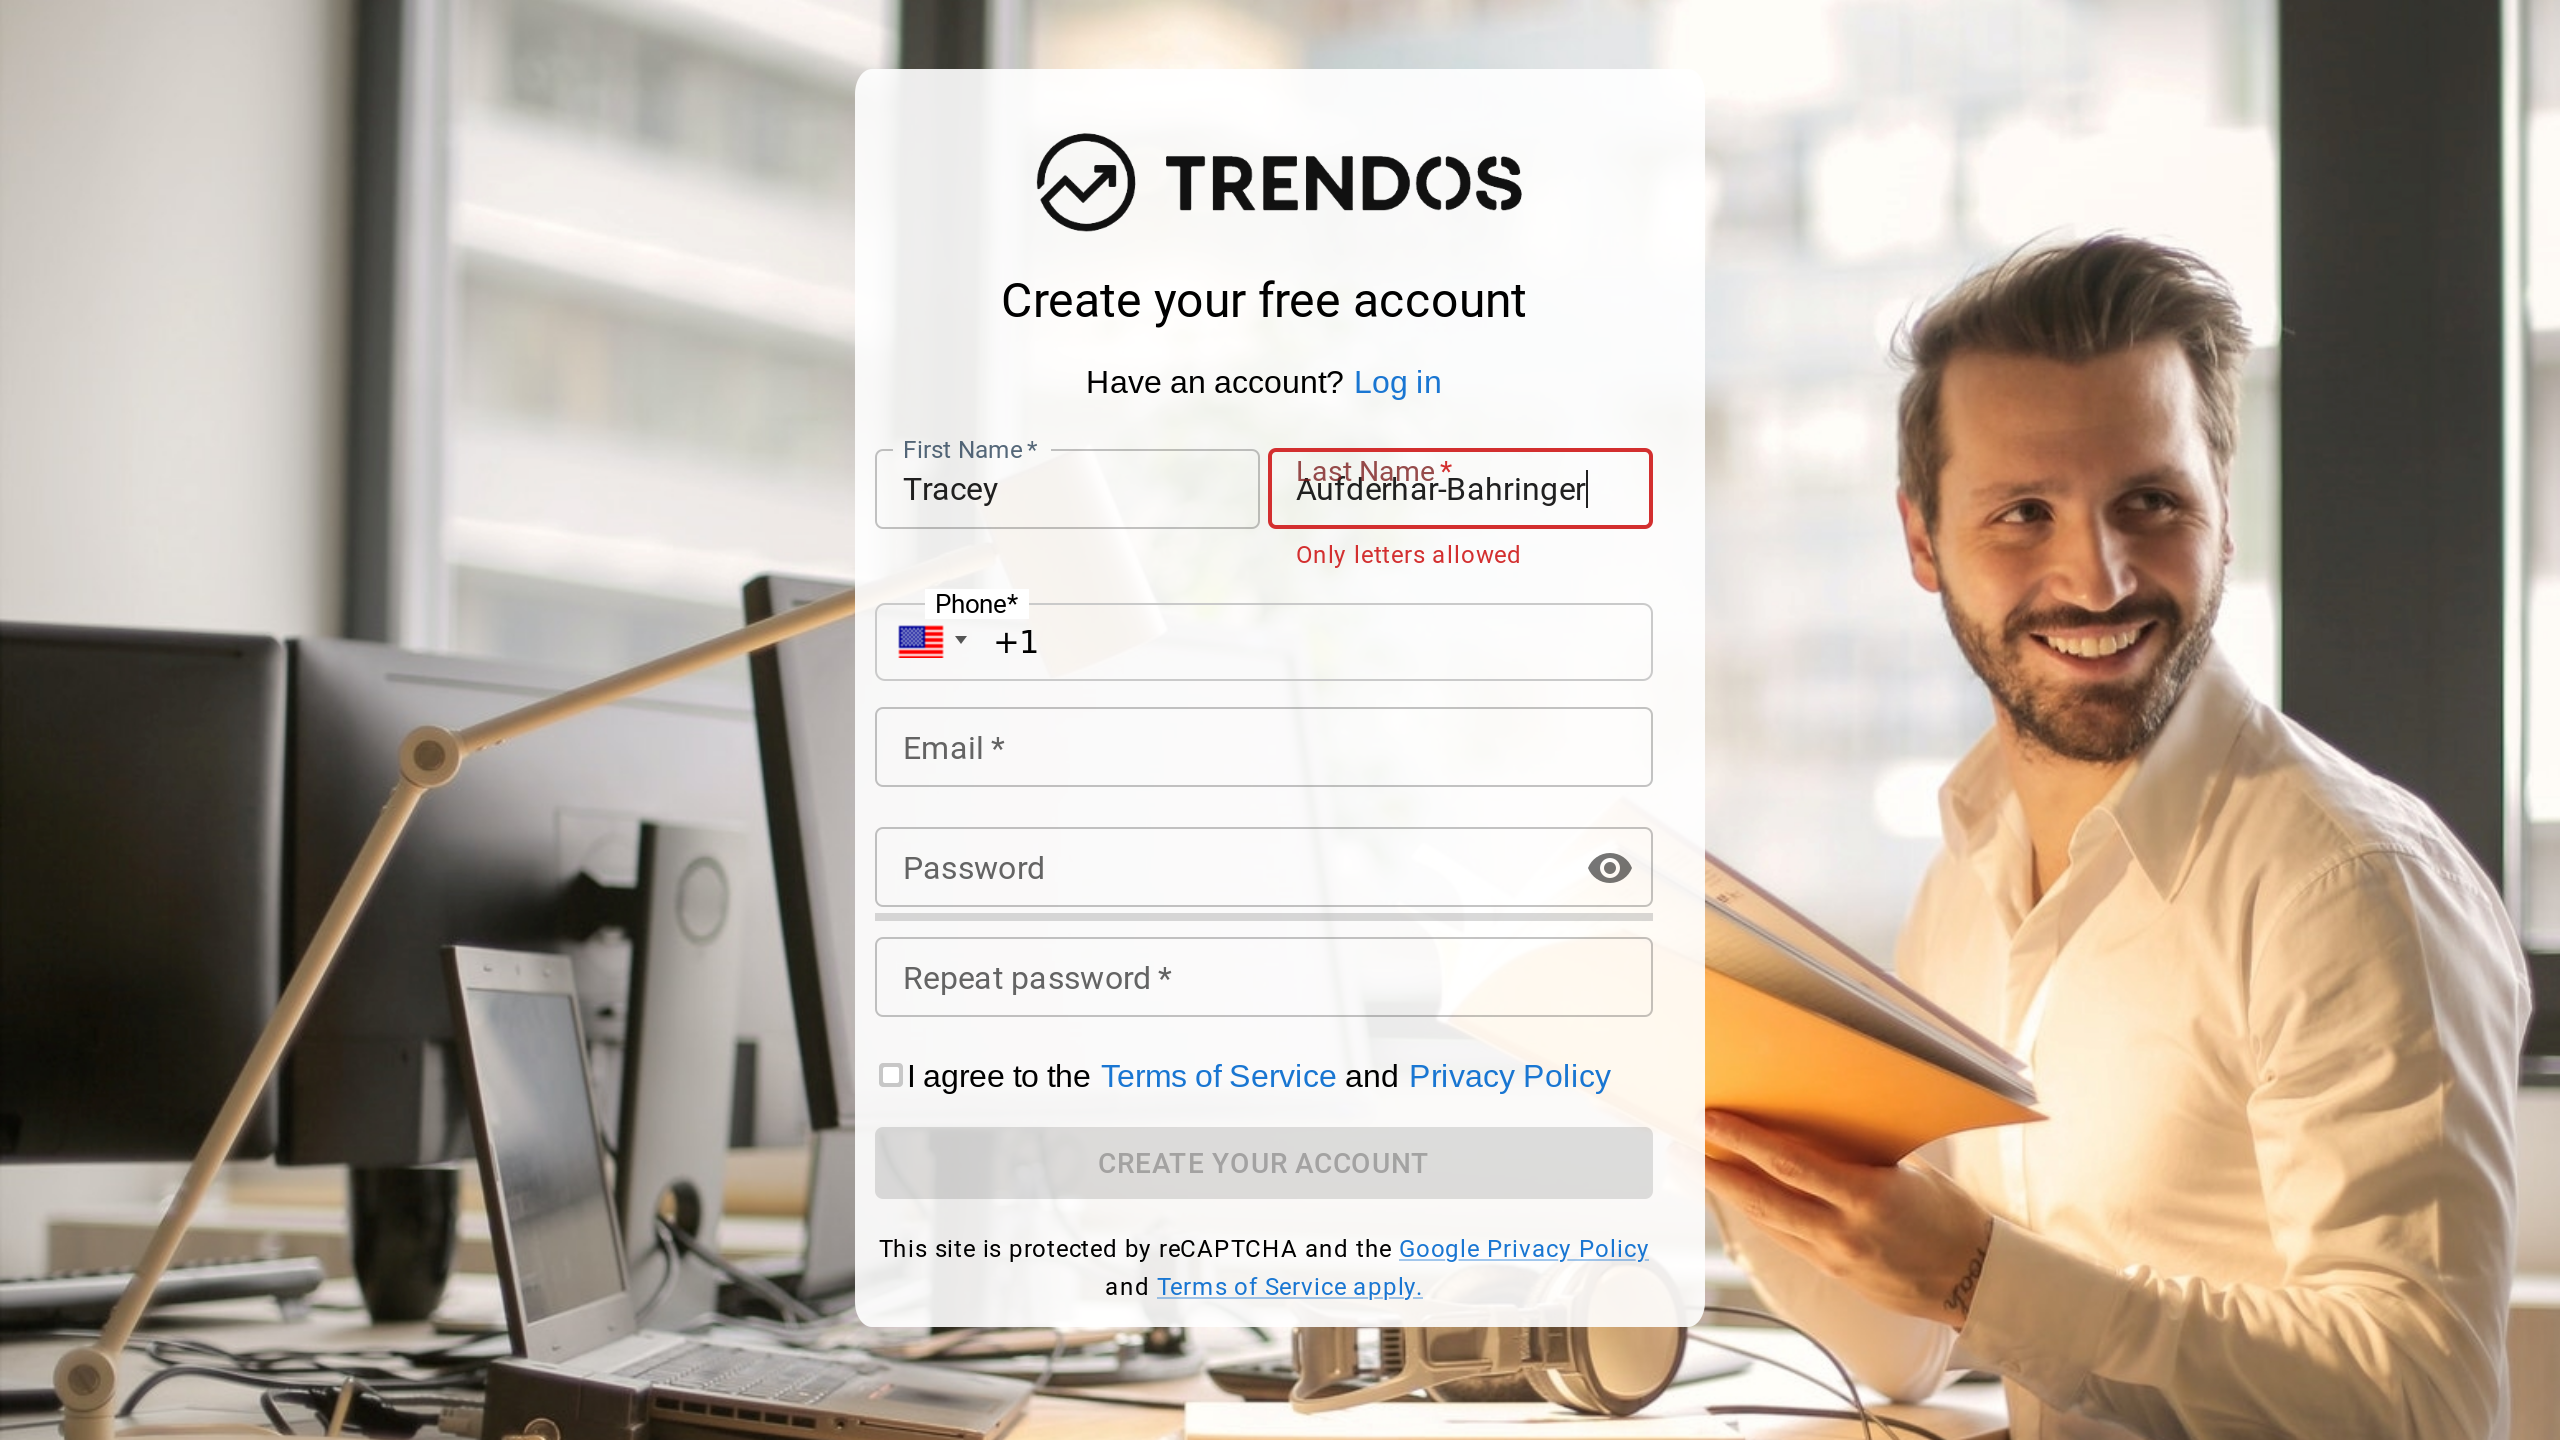 TRENDOS
Create your free account
Have an account? Log in
First Name *
Tracey
Last Name *
Aufderhar-Bahringer
Only letters allowed
Phone*
+1
Email *
Password
Repeat password *
I agree to the Terms of Service and Privacy Policy
CREATE YOUR ACCOUNT
This site is protected by reCAPTCHA and the Google Privacy Policy
and Terms of Service apply.